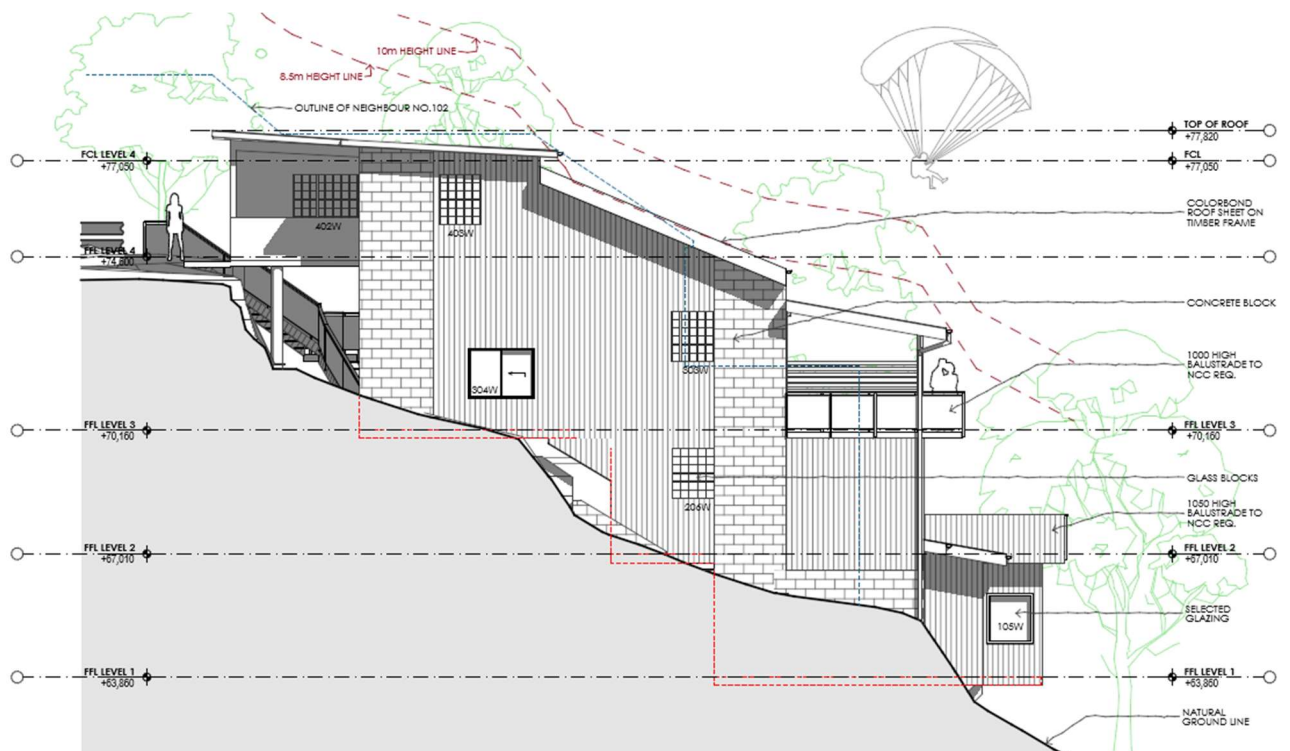 10m HEIGHT LINE
8.5m HEIGHT LINE
OUTLINE OF NEIGHBOUR NO.102
TOP OF ROOF
+77,820
FCL LEVEL 4
+77,050
FCL
+77,050
402W
403W
COLORBOND
ROOF SHEET ON
TIMBER FRAME
FFL LEVEL 4
+74,600
CONCRETE BLOCK
303W
304W
1000 HIGH
BALUSTRADE TO
NCC REQ.
FFL LEVEL 3
+70,160
FFL LEVEL 3
+70,160
GLASS BLOCKS
206W
1050 HIGH
BALUSTRADE TO
NCC REQ.
FFL LEVEL 2
+67,010
FFL LEVEL 2
+67,010
SELECTED
GLAZING
105W
FFL LEVEL 1
+63,860
FFL LEVEL 1
+63,860
NATURAL
GROUND LINE